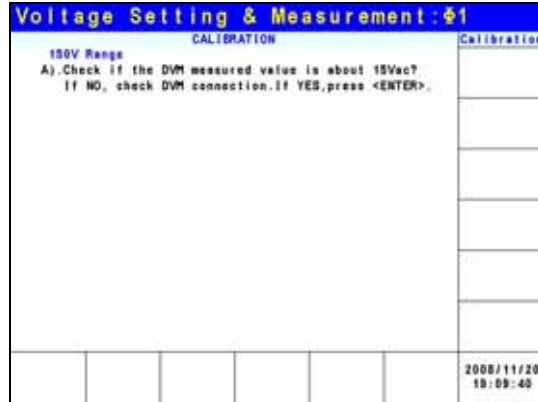 Voltage Setting & Measurement:Φ1
CALIBRATION
Calibration
150V Range
A).Check if the DVM measured value is about 15Vac?
If NO, check DVM connection.If YES,press <ENTER>.
2008/11/20
19:09:40